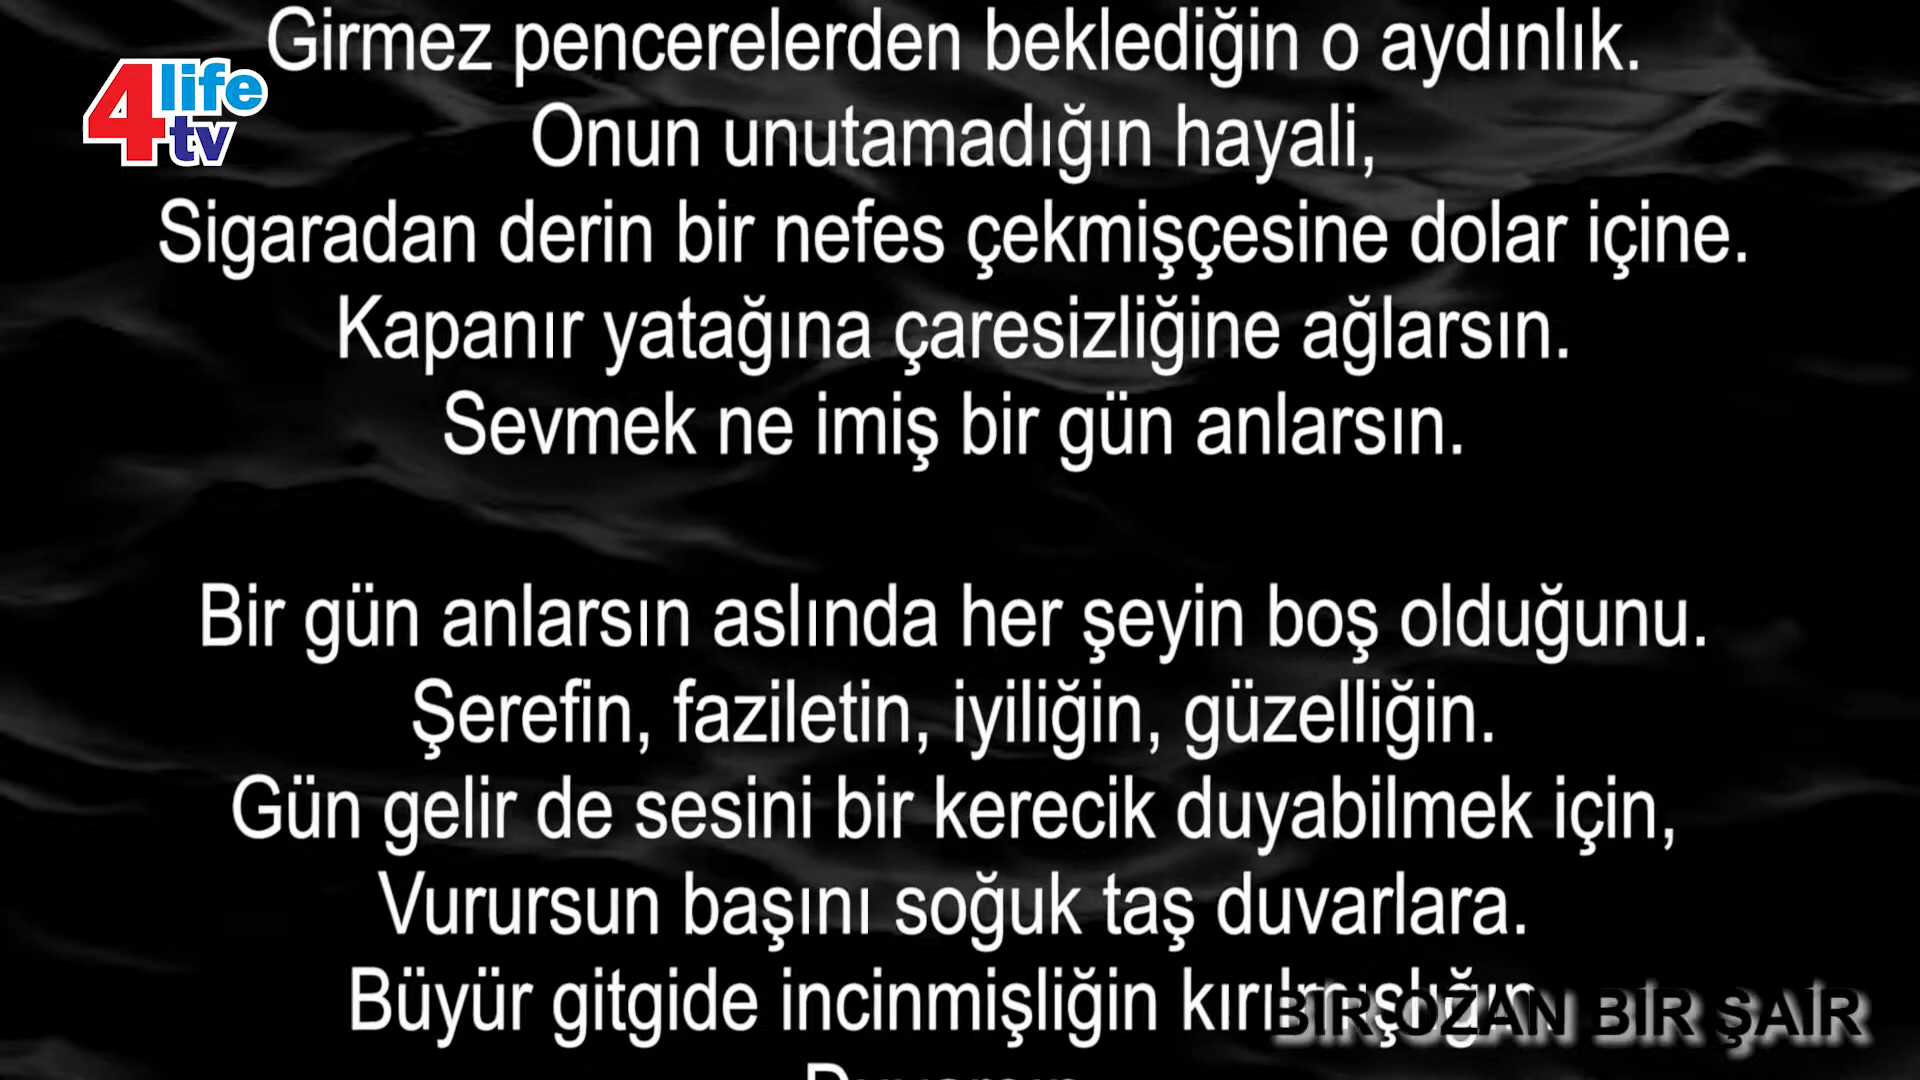 Girmez pencerelerden beklediğin o aydınlık.
4life
tv
Onun unutamadığın hayali,
Sigaradan derin bir nefes çekmişçesine dolar içine.
Kapanır yatağına çaresizliğine ağlarsın.
Sevmek ne imiş bir gün anlarsın.
Bir gün anlarsın aslında her şeyin boş olduğunu.
Şerefin, faziletin, iyiliğin, güzelliğin.
Gün gelir de sesini bir kerecik duyabilmek için,
Vurursun başını soğuk taş duvarlara.
Büyür gitgide incinmişliğin kırılmışlığın
BİR OZAN BİR ŞAİR